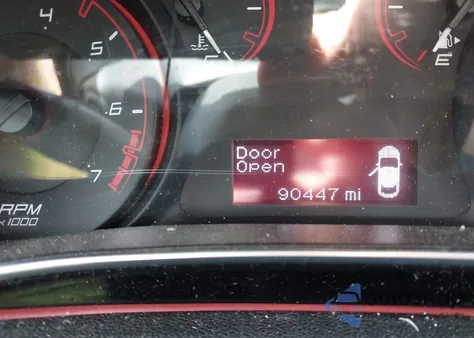 4
.5
.6
7
RPM
x1000
C
E
Door
Open
90447 mi